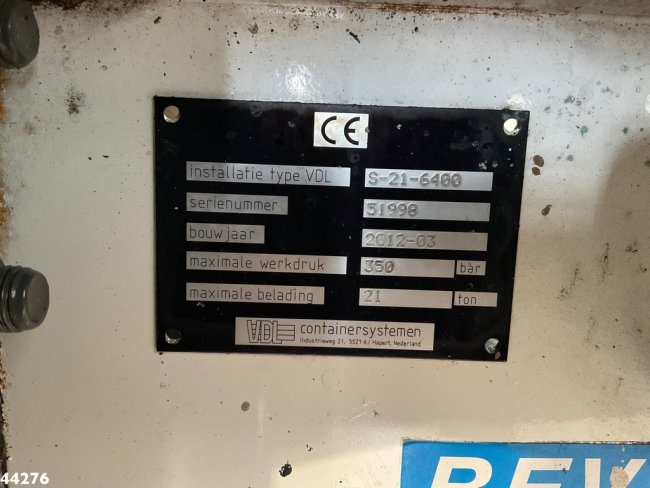 CE
installatie type VDL S-21-6400
serienummer 51998
bouwjaar 2012-03
maximale werkdruk 350 bar
maximale belading 21 ton
VDL containersystemen
Industrieweg 21, 5527 AJ Hapert, Nederland
44276